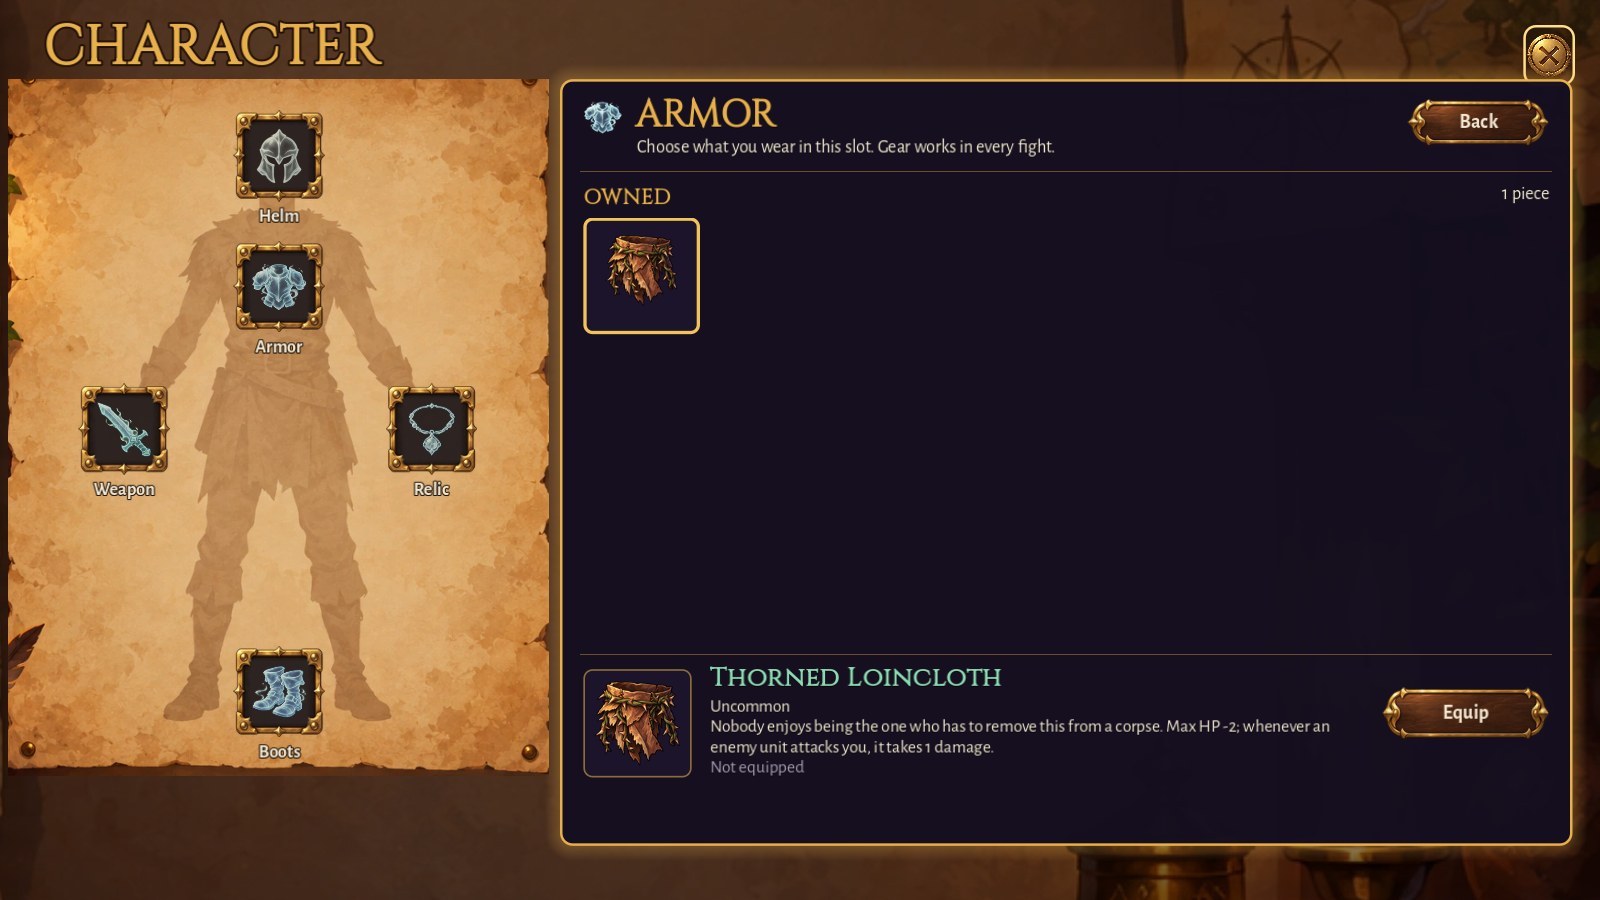 CHARACTER
Helm
Armor
Weapon
Relic
Boots
ARMOR
Choose what you wear in this slot. Gear works in every fight.
Back
OWNED
1 piece
Thorned Loincloth
Uncommon
Nobody enjoys being the one who has to remove this from a corpse. Max HP -2; whenever an
enemy unit attacks you, it takes 1 damage.
Not equipped
Equip